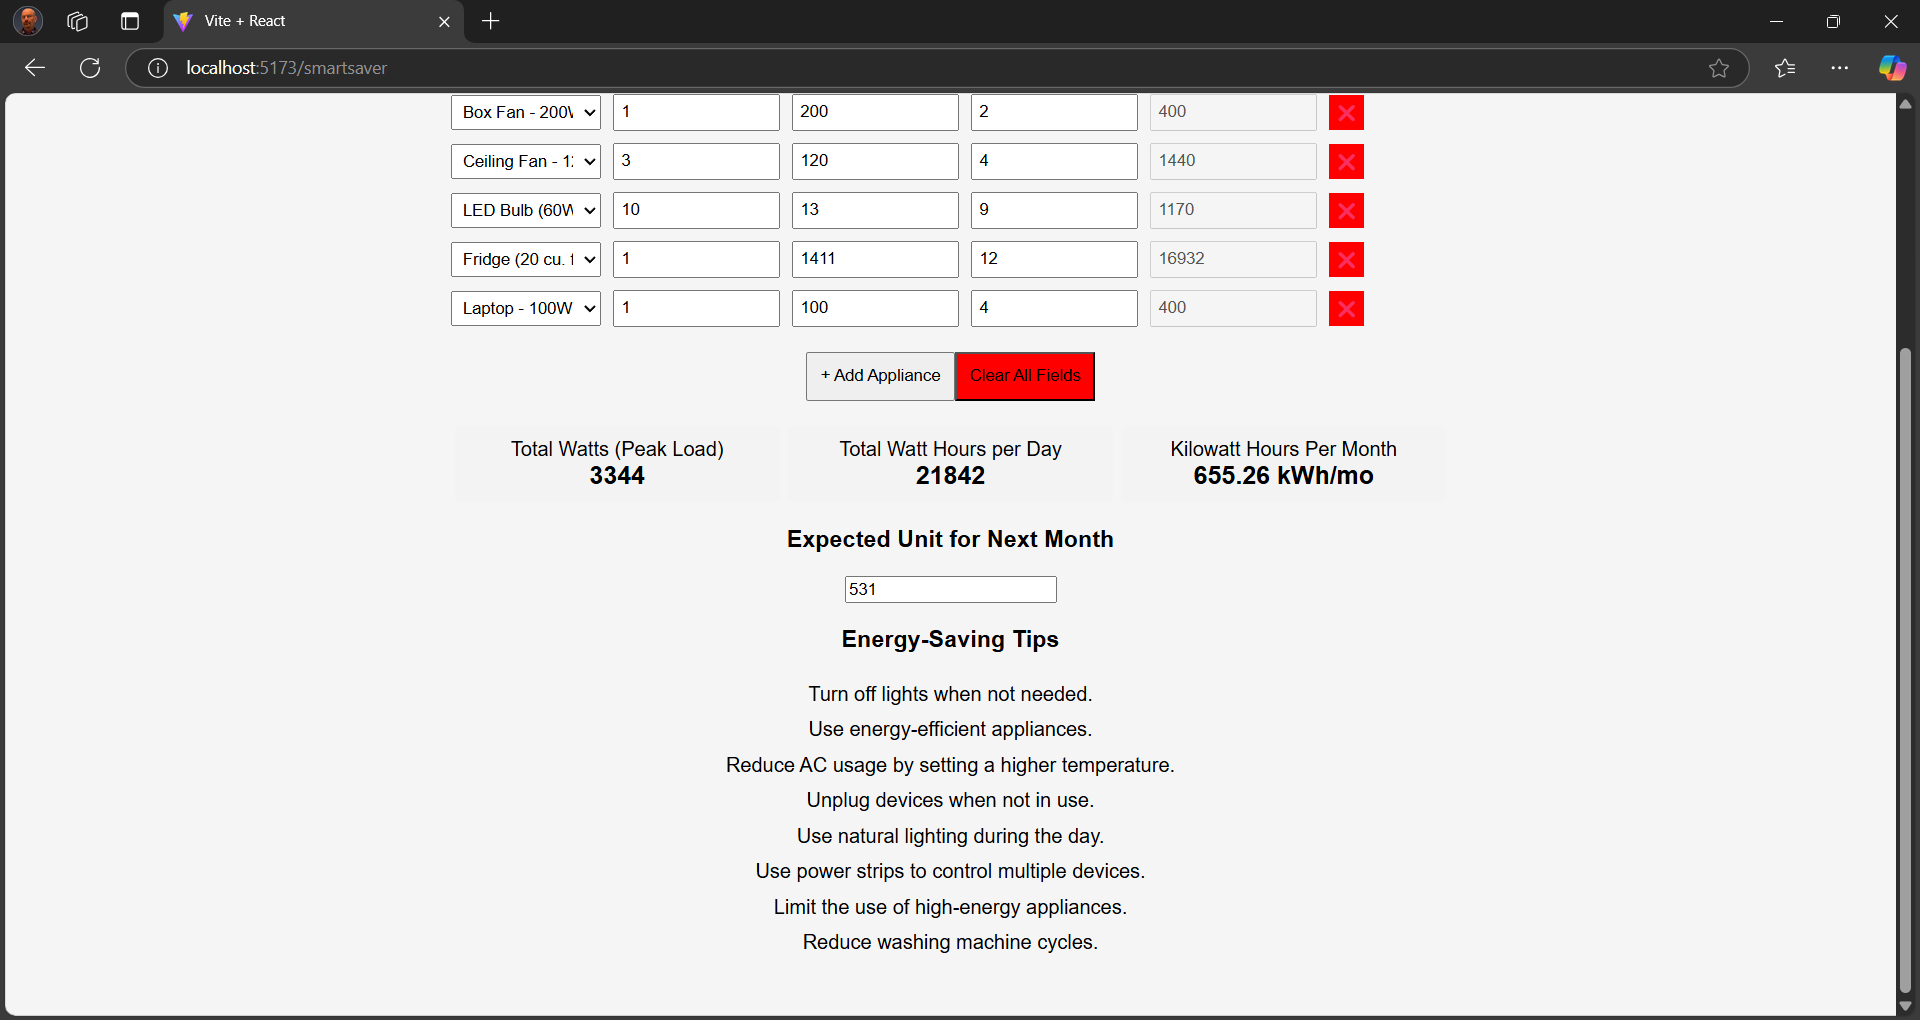 Vite + React
localhost:5173/smartsaver
Box Fan - 200W 1 200 2 400
Ceiling Fan - 1 3 120 4 1440
LED Bulb (60W 10 13 9 1170
Fridge (20 cu. 1 1411 12 16932
Laptop - 100W 1 100 4 400
+ Add Appliance Clear All Fields
Total Watts (Peak Load) Total Watt Hours per Day Kilowatt Hours Per Month
3344 21842 655.26 kWh/mo
Expected Unit for Next Month
531
Energy-Saving Tips
Turn off lights when not needed.
Use energy-efficient appliances.
Reduce AC usage by setting a higher temperature.
Unplug devices when not in use.
Use natural lighting during the day.
Use power strips to control multiple devices.
Limit the use of high-energy appliances.
Reduce washing machine cycles.